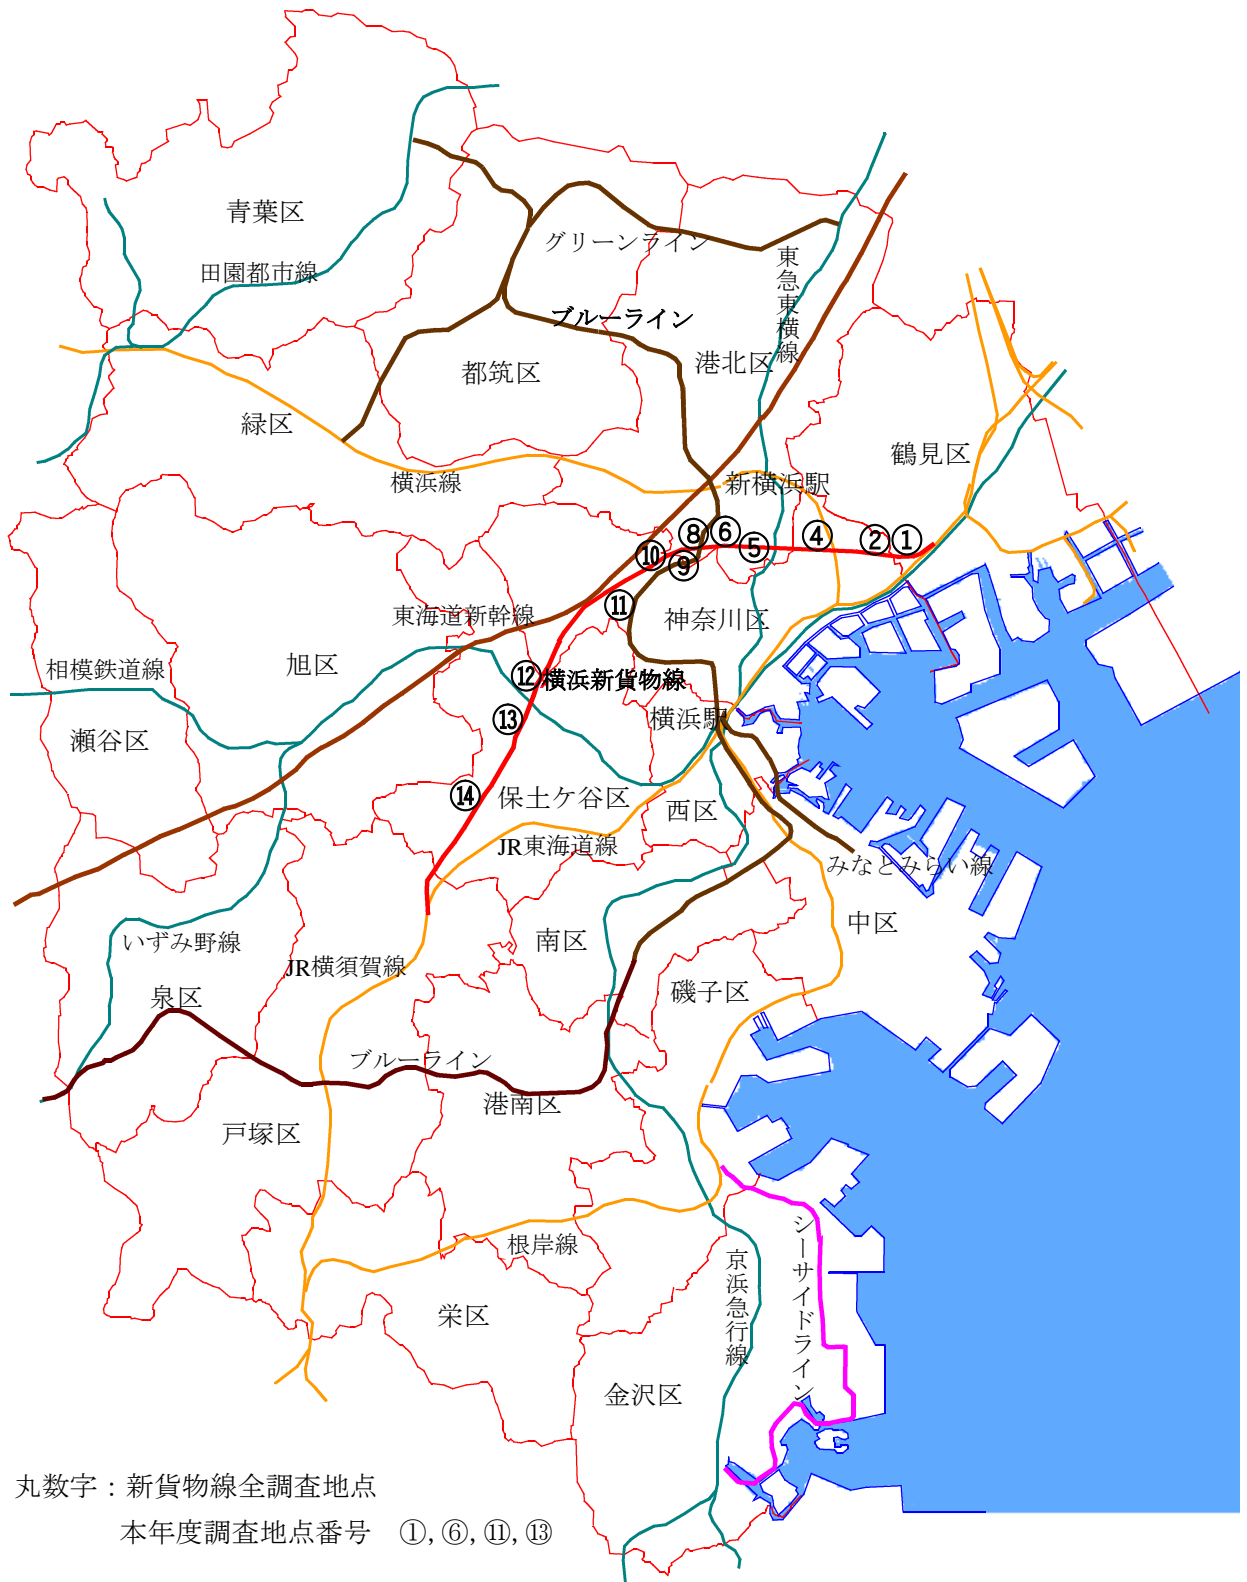 青葉区
グリーンライン
東急東横線
田園都市線
ブルーライン
港北区
都筑区
緑区
鶴見区
横浜線
新横浜駅
⑧
⑥
⑤
④
②
①
⑩
⑨
⑪
東海道新幹線
神奈川区
旭区
相模鉄道線
⑫
横浜新貨物線
⑬
横浜駅
瀬谷区
⑭
保土ケ谷区
西区
JR東海道線
みなとみらい線
中区
南区
いずみ野線
JR横須賀線
泉区
磯子区
ブルーライン
港南区
戸塚区
シーサイドライン
根岸線
京浜急行線
栄区
金沢区
丸数字：新貨物線全調査地点
本年度調査地点番号　①, ⑥, ⑪, ⑬